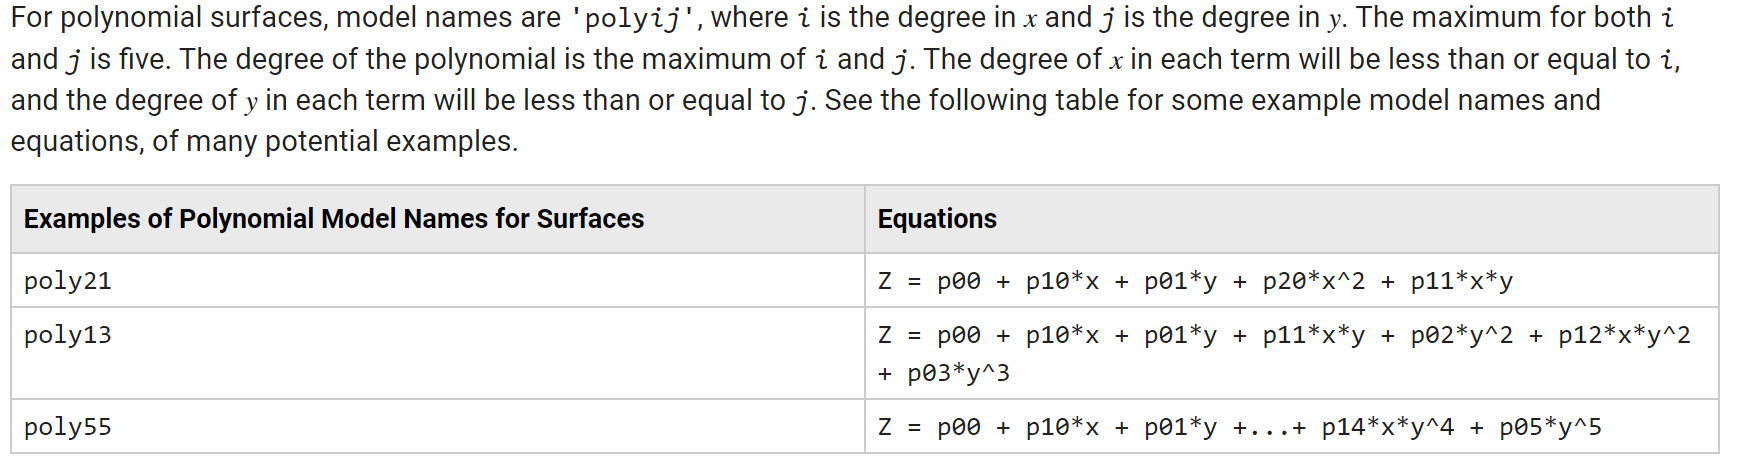 For polynomial surfaces, model names are 'polyij', where i is the degree in x and j is the degree in y. The maximum for both i
and j is five. The degree of the polynomial is the maximum of i and j. The degree of x in each term will be less than or equal to i,
and the degree of y in each term will be less than or equal to j. See the following table for some example model names and
equations, of many potential examples.
Examples of Polynomial Model Names for Surfaces
Equations
poly21
Z = p00 + p10*x + p01*y + p20*x^2 + p11*x*y
poly13
Z = p00 + p10*x + p01*y + p11*x*y + p02*y^2 + p12*x*y^2
+ p03*y^3
poly55
Z = p00 + p10*x + p01*y +...+ p14*x*y^4 + p05*y^5